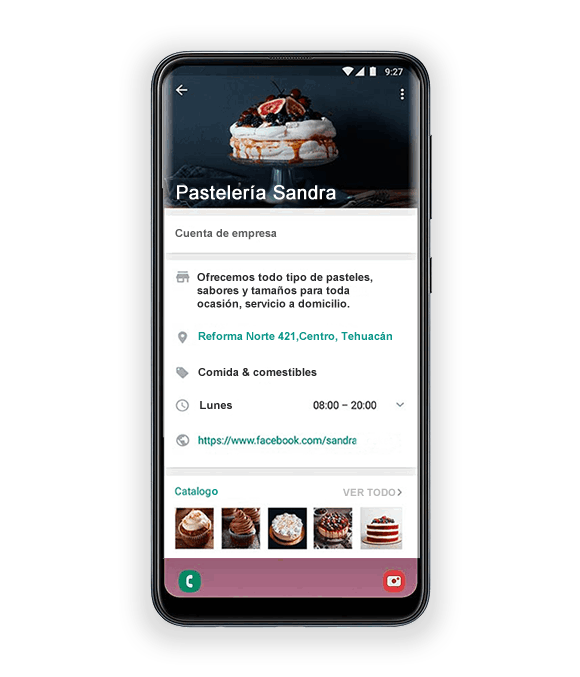 9:27
Pastelería Sandra
Cuenta de empresa
Ofrecemos todo tipo de pasteles,
sabores y tamaños para toda
ocasión, servicio a domicilio.
Reforma Norte 421,Centro, Tehuacán
Comida & comestibles
Lunes 08:00 – 20:00
https://www.facebook.com/sandra
Catalogo VER TODO